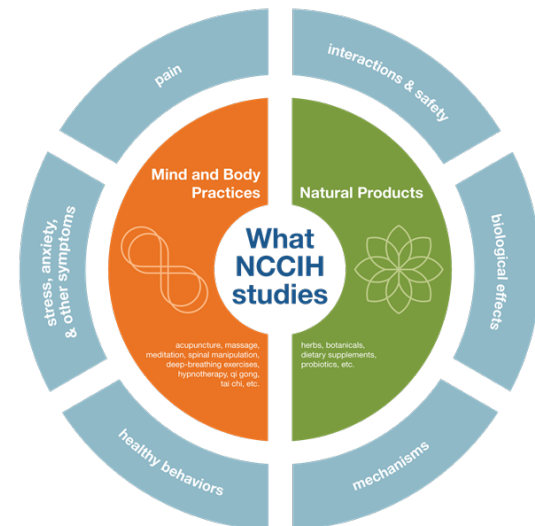 pain
interactions & safety
Mind and Body
Practices
Natural Products
What
NCCIH
studies
stress, anxiety,
& other symptoms
biological effects
acupuncture, massage,
meditation, spinal manipulation,
deep-breathing exercises,
hypnotherapy, qi gong,
tai chi, etc.
herbs, botanicals,
dietary supplements,
probiotics, etc.
healthy behaviors
mechanisms